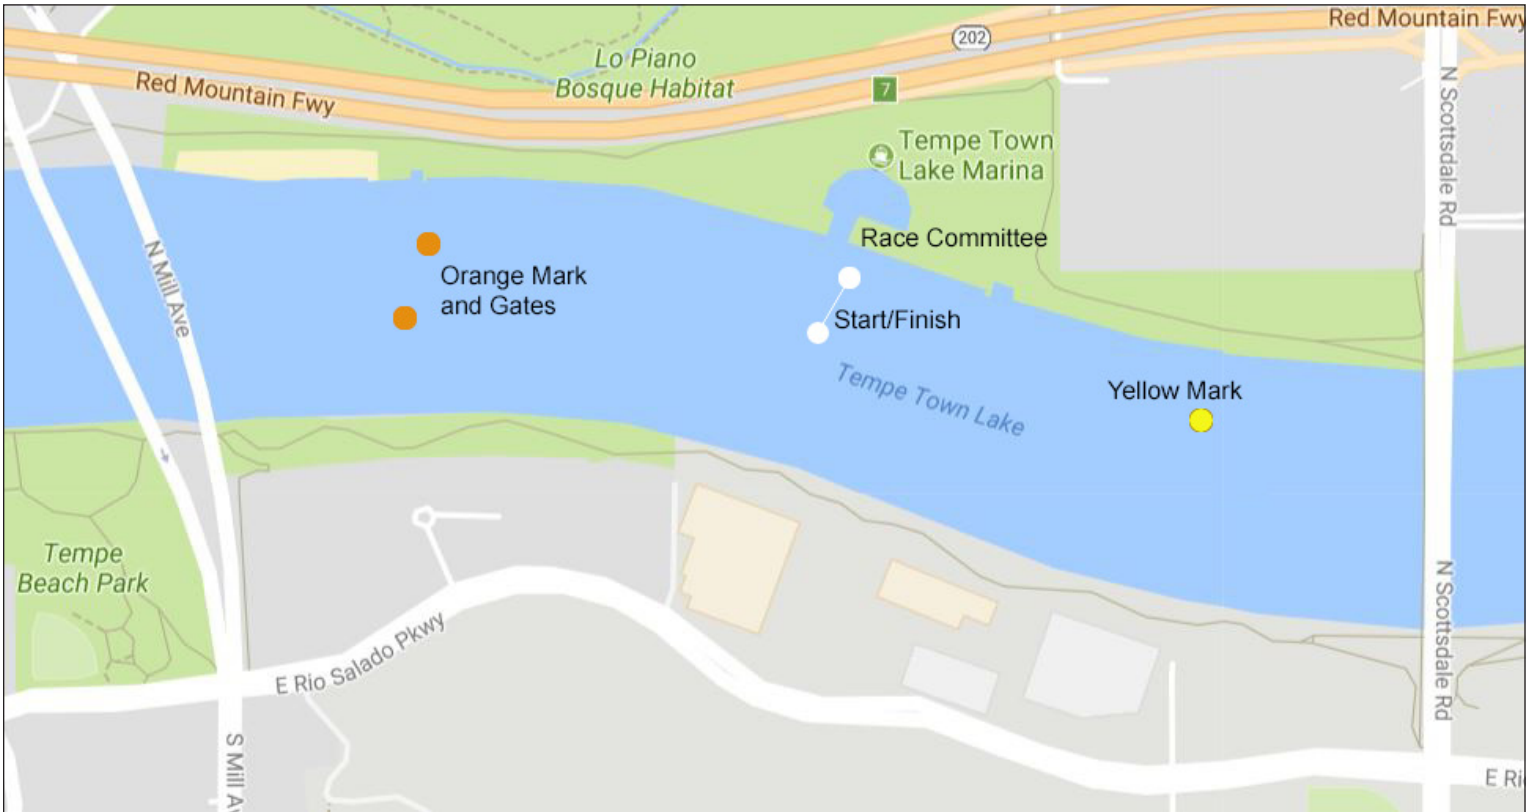 Red Mountain Fwy
202
Lo Piano
Bosque Habitat
Red Mountain Fwy
7
Tempe Town
Lake Marina
N Scottsdale Rd
Race Committee
N Mill Ave
Orange Mark
and Gates
Start/Finish
Tempe Town Lake
Yellow Mark
Tempe
Beach Park
E Rio Salado Pkwy
N Scottsdale Rd
S Mill A
E Ri